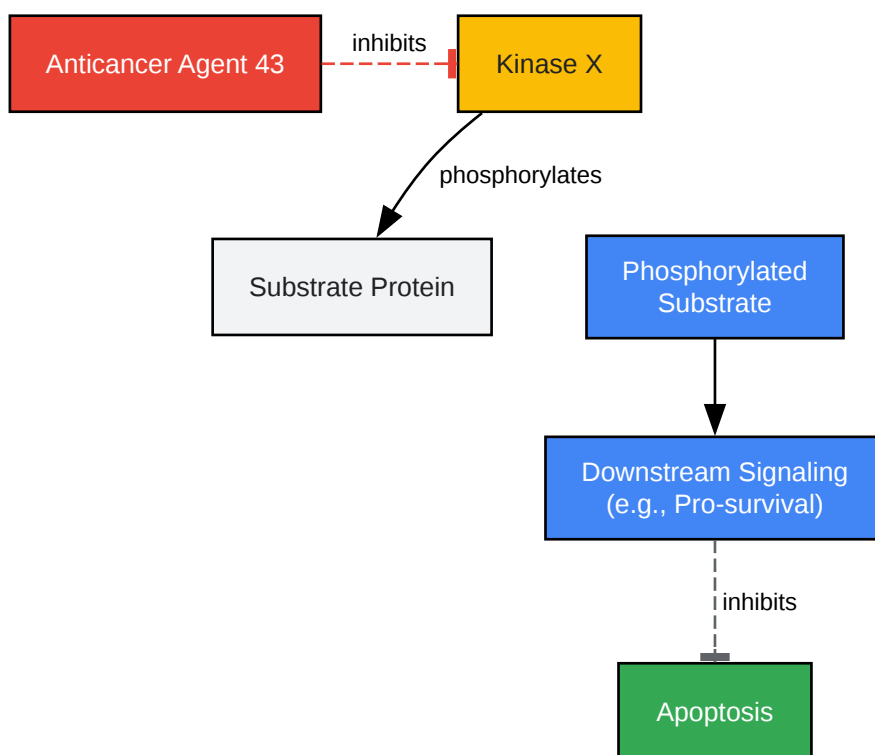 Anticancer Agent 43
inhibits
Kinase X
phosphorylates
Substrate Protein
Phosphorylated
Substrate
Downstream Signaling
(e.g., Pro-survival)
inhibits
Apoptosis